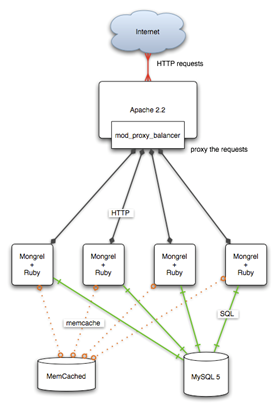 Internet
HTTP requests
Apache 2.2
mod_proxy_balancer
proxy the requests
HTTP
Mongrel
+
Ruby
Mongrel
+
Ruby
Mongrel
+
Ruby
Mongrel
+
Ruby
memcache
SQL
MemCached
MySQL 5